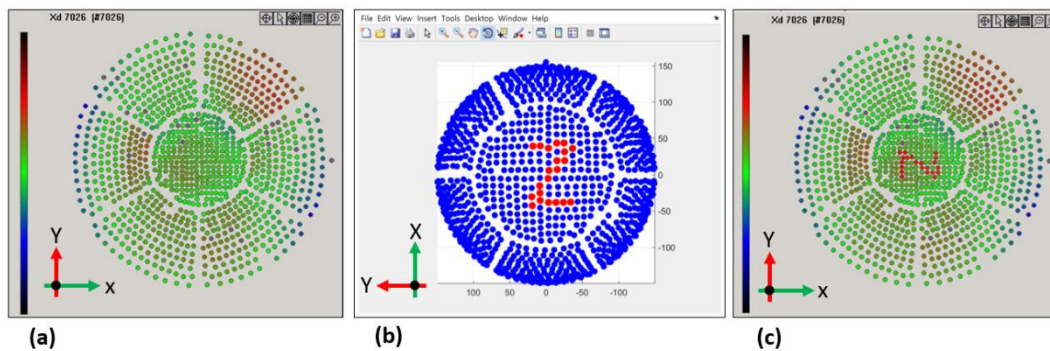 Xd 7026 (#7026)
Y
X
(a)
File Edit View Insert Tools Desktop Window Help
150
100
50
0
-50
-100
100 50 0 -50 -100
X
Y
(b)
Xd 7026 (#7026)
Y
X
(c)